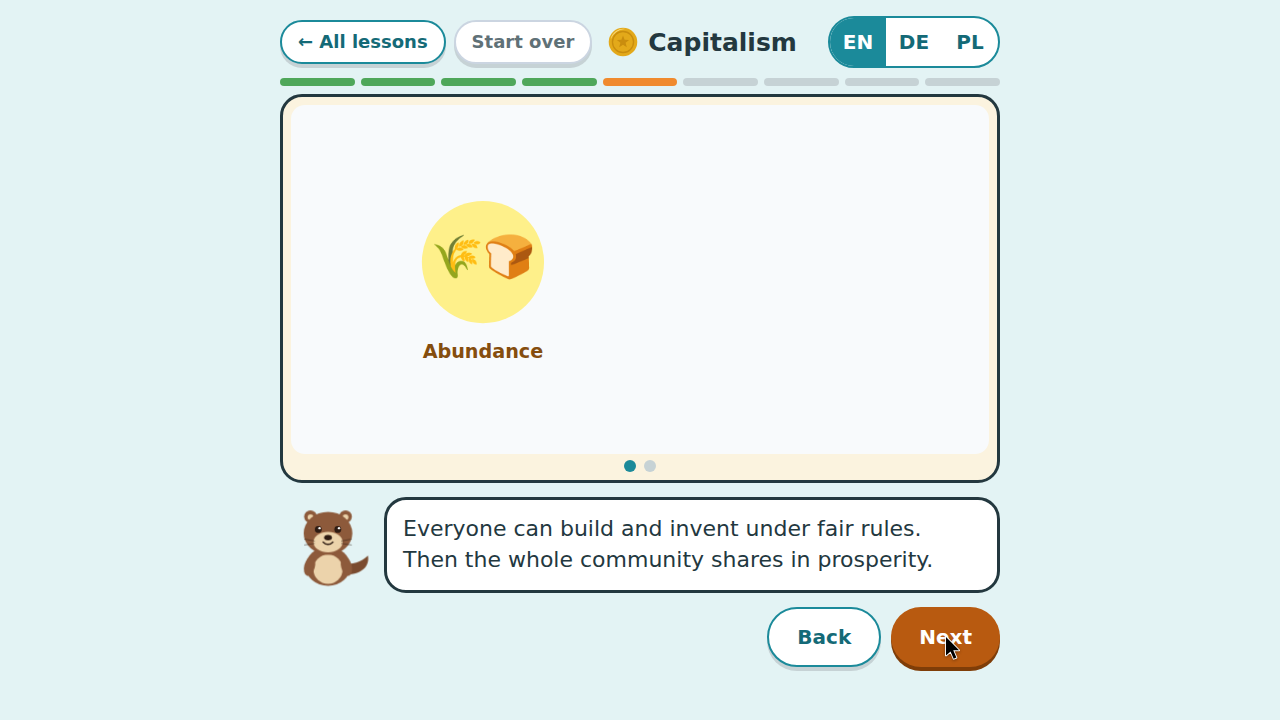 ← All lessons
Start over
Capitalism
EN
DE
PL
Abundance
Everyone can build and invent under fair rules.
Then the whole community shares in prosperity.
Back
Next